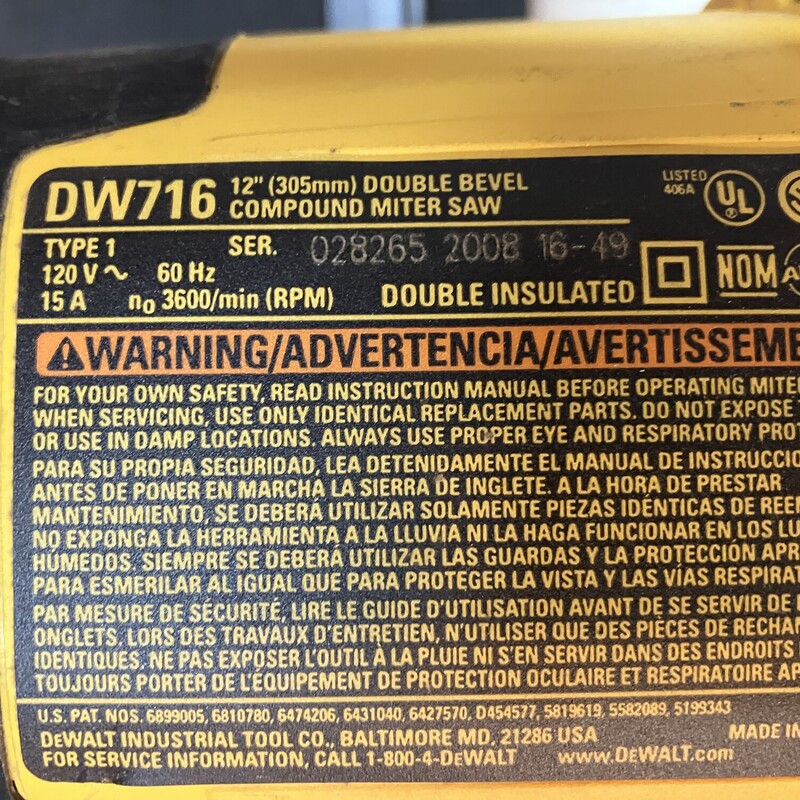 DW716 12" (305mm) DOUBLE BEVEL
COMPOUND MITER SAW
LISTED
406A
UL
TYPE 1 SER. 028265 2008 16-49
120 V ~ 60 Hz
15 A n0 3600/min (RPM) DOUBLE INSULATED
NOM
WARNING/ADVERTENCIA/AVERTISSEME
FOR YOUR OWN SAFETY, READ INSTRUCTION MANUAL BEFORE OPERATING MITE
WHEN SERVICING, USE ONLY IDENTICAL REPLACEMENT PARTS. DO NOT EXPOSE
OR USE IN DAMP LOCATIONS. ALWAYS USE PROPER EYE AND RESPIRATORY PROT
PARA SU PROPIA SEGURIDAD, LEA DETENIDAMENTE EL MANUAL DE INSTRUCCIO
ANTES DE PONER EN MARCHA LA SIERRA DE INGLETE. A LA HORA DE PRESTAR
MANTENIMIENTO, SE DEBERÁ UTILIZAR SOLAMENTE PIEZAS IDÉNTICAS DE REE
NO EXPONGA LA HERRAMIENTA A LA LLUVIA NI LA HAGA FUNCIONAR EN LOS LU
HÚMEDOS. SIEMPRE SE DEBERÁ UTILIZAR LAS GUARDAS Y LA PROTECCIÓN APR
PARA ESMERILAR AL IGUAL QUE PARA PROTEGER LA VISTA Y LAS VÍAS RESPIRAT
PAR MESURE DE SÉCURITÉ, LIRE LE GUIDE D'UTILISATION AVANT DE SE SERVIR DE
ONGLETS. LORS DES TRAVAUX D'ENTRETIEN, N'UTILISER QUE DES PIÈCES DE RECHAN
IDENTIQUES. NE PAS EXPOSER L'OUTIL À LA PLUIE NI S'EN SERVIR DANS DES ENDROITS
TOUJOURS PORTER DE L'ÉQUIPEMENT DE PROTECTION OCULAIRE ET RESPIRATOIRE AP
U.S. PAT. NOS. 6899005, 6810780, 6474206, 6431040, 6427570, D454577, 5819619, 5582089, 5199343
DEWALT INDUSTRIAL TOOL CO., BALTIMORE MD, 21286 USA MADE IN
FOR SERVICE INFORMATION, CALL 1-800-4-DEWALT www.DEWALT.com